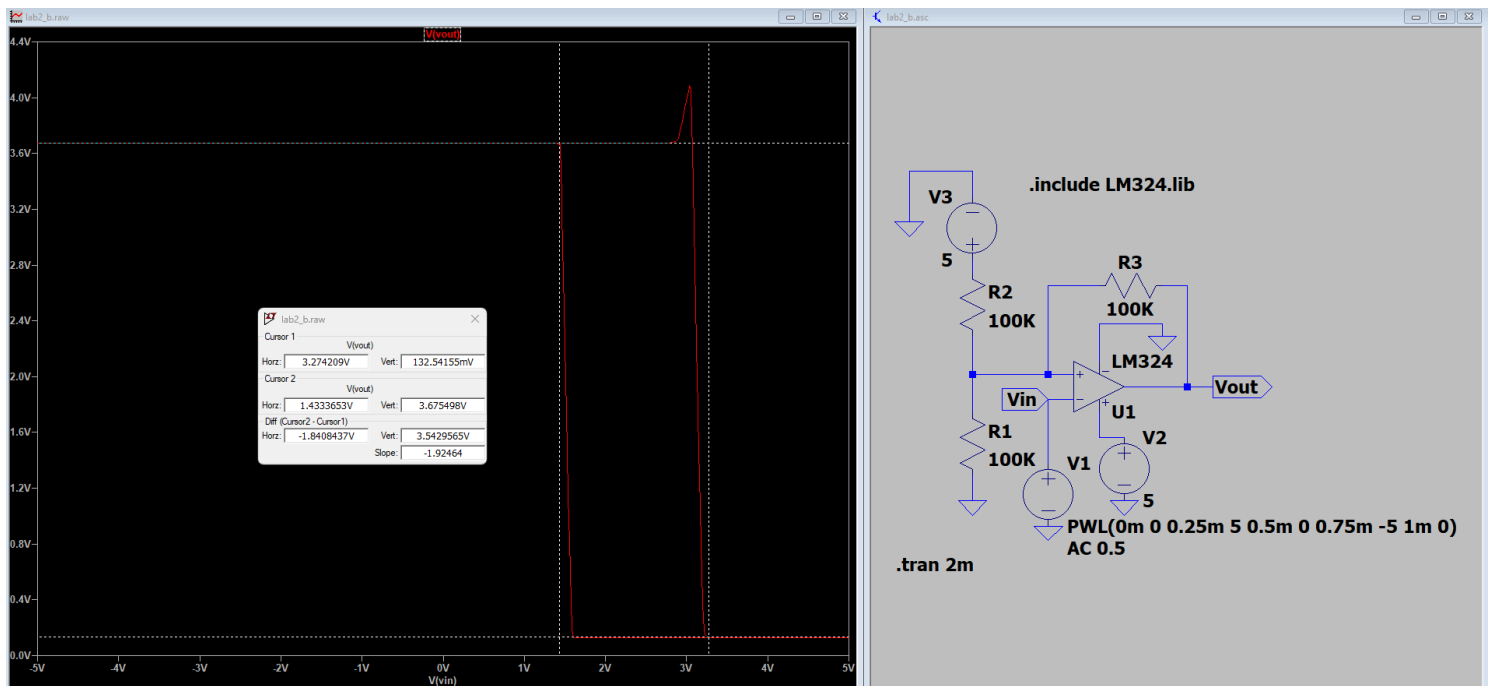 lab2_b.raw
V(vout)
4.4V
4.0V
3.6V
3.2V
2.8V
2.4V
2.0V
1.6V
1.2V
0.8V
0.4V
0.0V
-5V -4V -3V -2V -1V 0V 1V 2V 3V 4V 5V
V(vin)
lab2_b.raw
Cursor 1
V(vout)
Horz: 3.274209V Vert: 132.54155mV
Cursor 2
V(vout)
Horz: 1.4333653V Vert: 3.675498V
Diff (Cursor2 - Cursor1)
Horz: -1.8408437V Vert: 3.5429565V
Slope: -1.92464
lab2_b.asc
.include LM324.lib
V3
5
R2
100K
R3
100K
LM324
Vout
Vin
U1
R1
100K
V1
V2
5
PWL(0m 0 0.25m 5 0.5m 0 0.75m -5 1m 0)
AC 0.5
.tran 2m